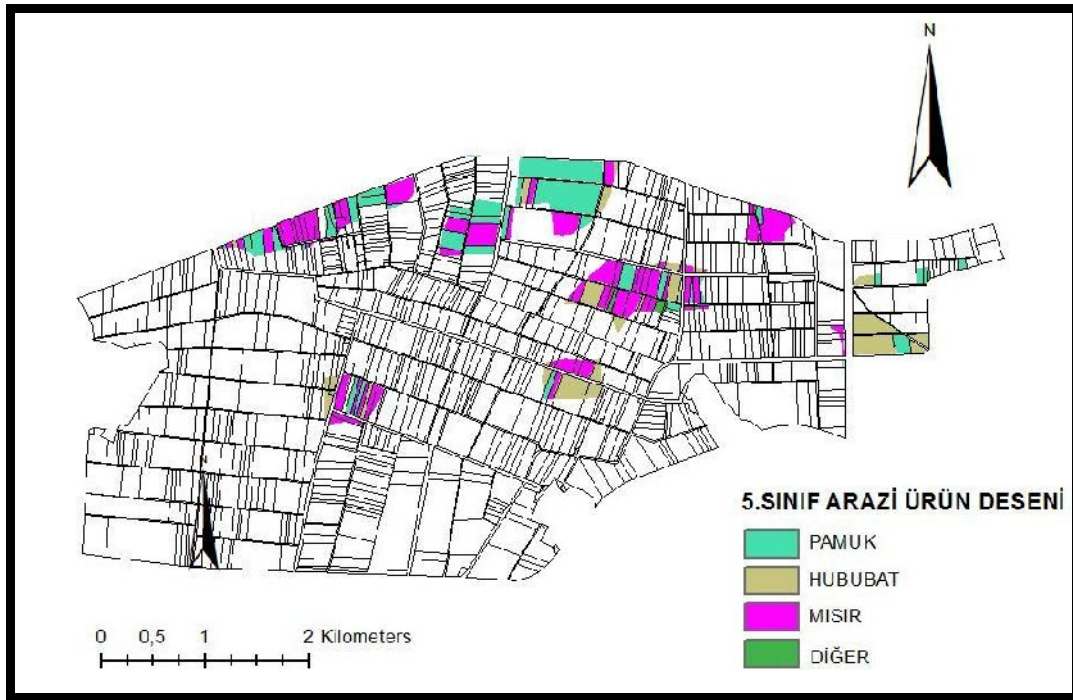 N
N
5.SINIF ARAZİ ÜRÜN DESENİ
PAMUK
HUBUBAT
MISIR
DİĞER
0 0,5 1 2 Kilometers